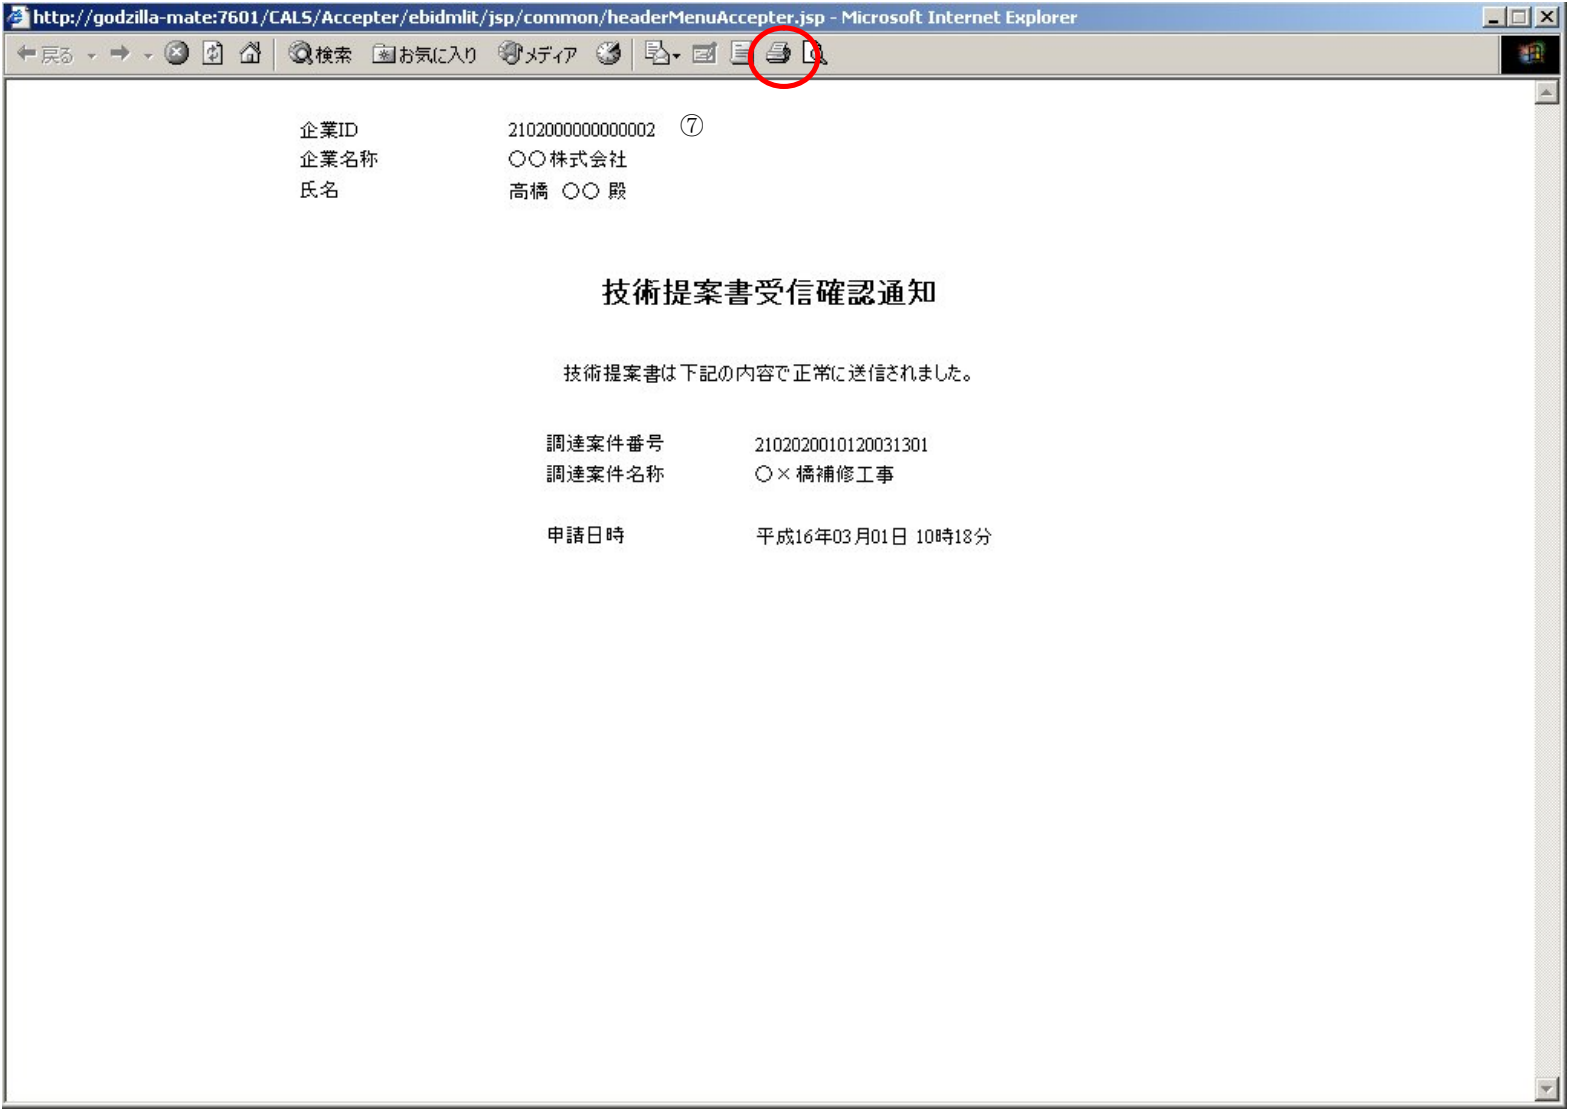 http://godzilla-mate:7601/CALS/Accepter/ebidmlit/jsp/common/headerMenuAccepter.jsp - Microsoft Internet Explorer
戻る 検索 お気に入り メディア
企業ID 2102000000000002 ⑦
企業名称 〇〇株式会社
氏名 高橋 〇〇 殿
技術提案書受信確認通知
技術提案書は下記の内容で正常に送信されました。
調達案件番号 2102020010120031301
調達案件名称 〇×橋補修工事
申請日時 平成16年03月01日 10時18分